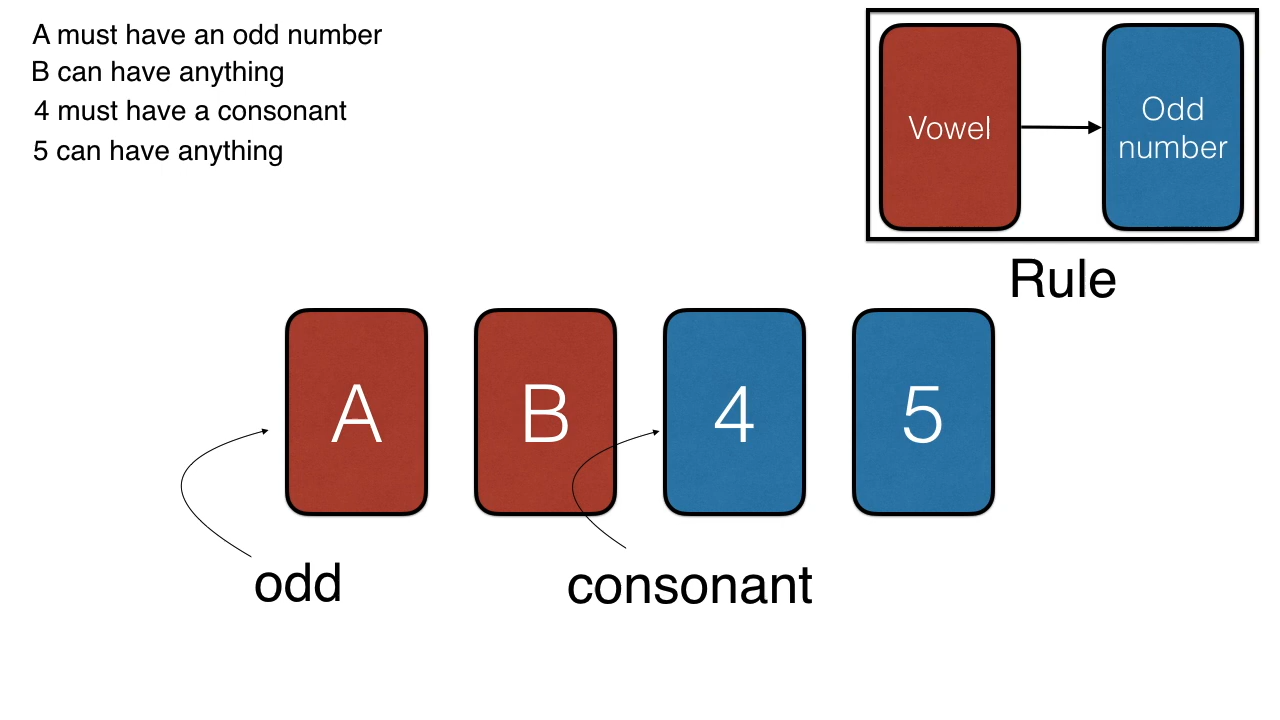 A must have an odd number
B can have anything
4 must have a consonant
5 can have anything
Vowel
Odd
number
Rule
A
B
4
5
odd
consonant